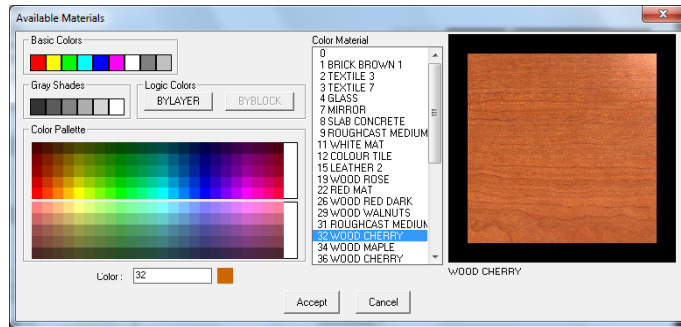 Available Materials
Basic Colors
Gray Shades
Logic Colors
BYLAYER
BYBLOCK
Color Pallette
Color :
32
Color Material
0
1 BRICK BROWN 1
2 TEXTILE 3
3 TEXTILE 7
4 GLASS
7 MIRROR
8 SLAB CONCRETE
9 ROUGHCAST MEDIUM
11 WHITE MAT
12 COLOUR TILE
15 LEATHER 2
19 WOOD ROSE
22 RED MAT
26 WOOD RED DARK
29 WOOD WALNUTS
31 ROUGHCAST MEDIUM
32 WOOD CHERRY
34 WOOD MAPLE
36 WOOD CHERRY
WOOD CHERRY
Accept
Cancel